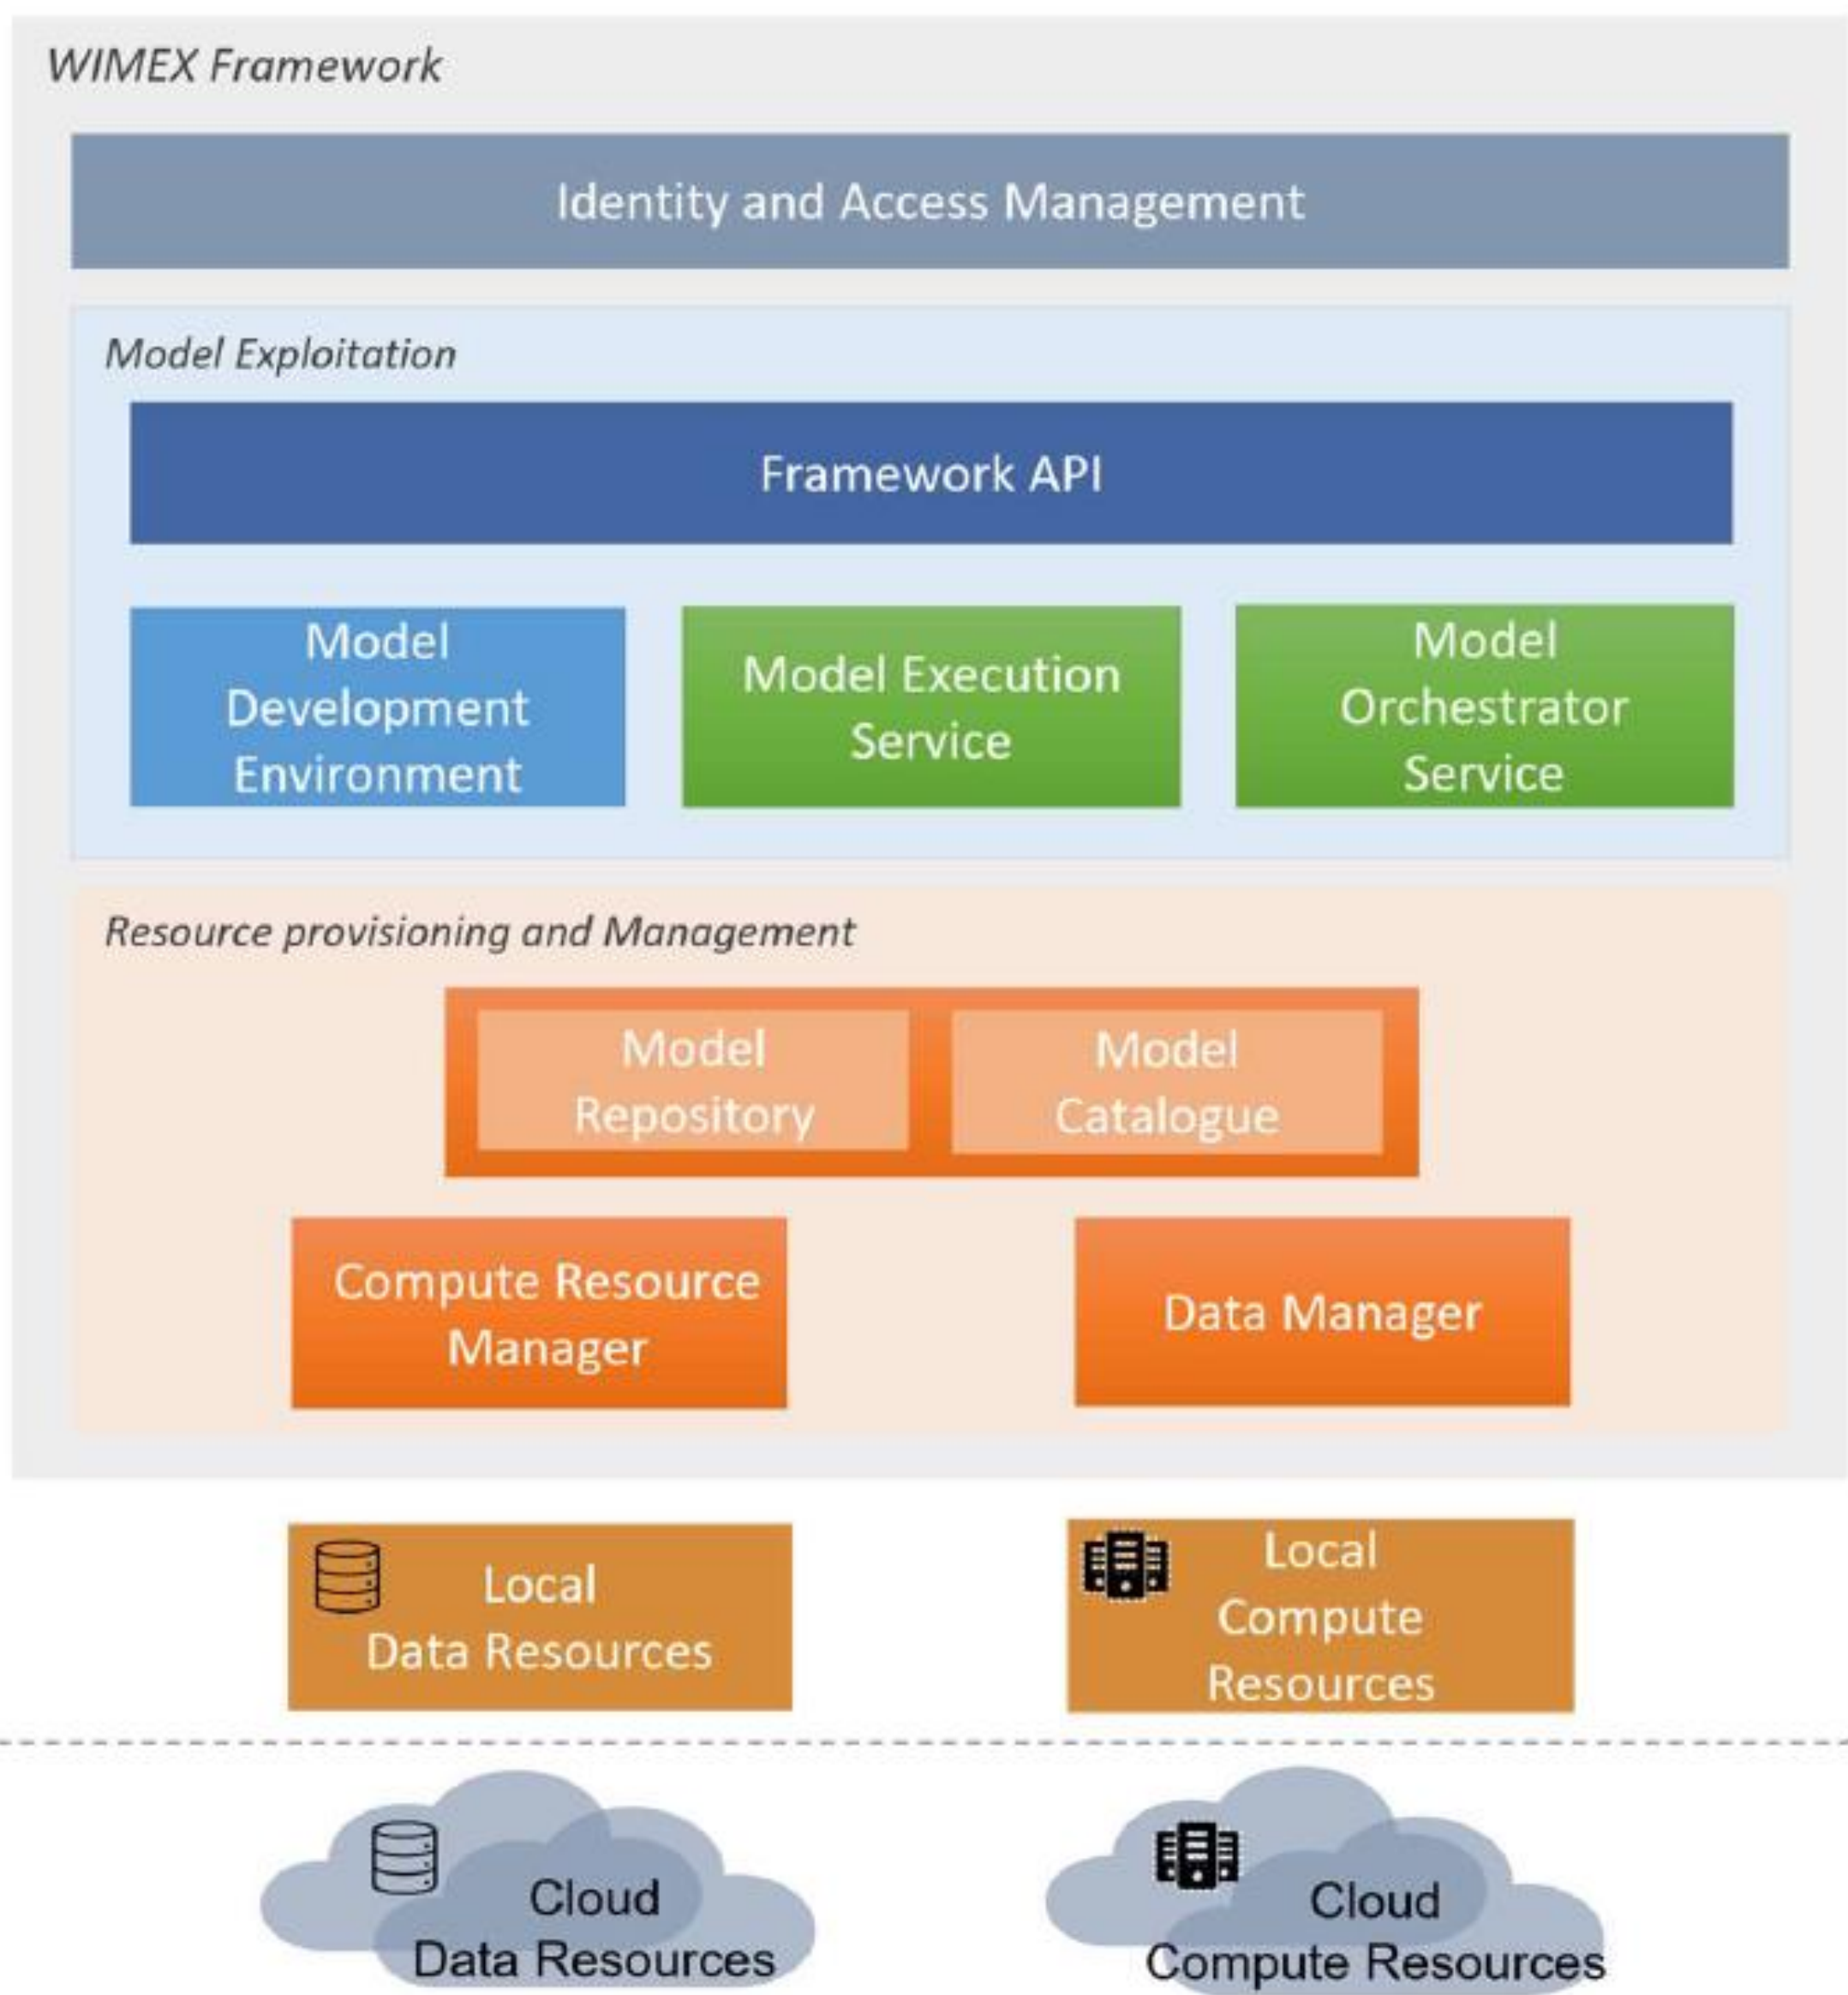 WIMEX Framework
Identity and Access Management
Model Exploitation
Framework API
Model
Development
Environment
Model Execution
Service
Model
Orchestrator
Service
Resource provisioning and Management
Model
Repository
Model
Catalogue
Compute Resource
Manager
Data Manager
Local
Data Resources
Local
Compute
Resources
Cloud
Data Resources
Cloud
Compute Resources